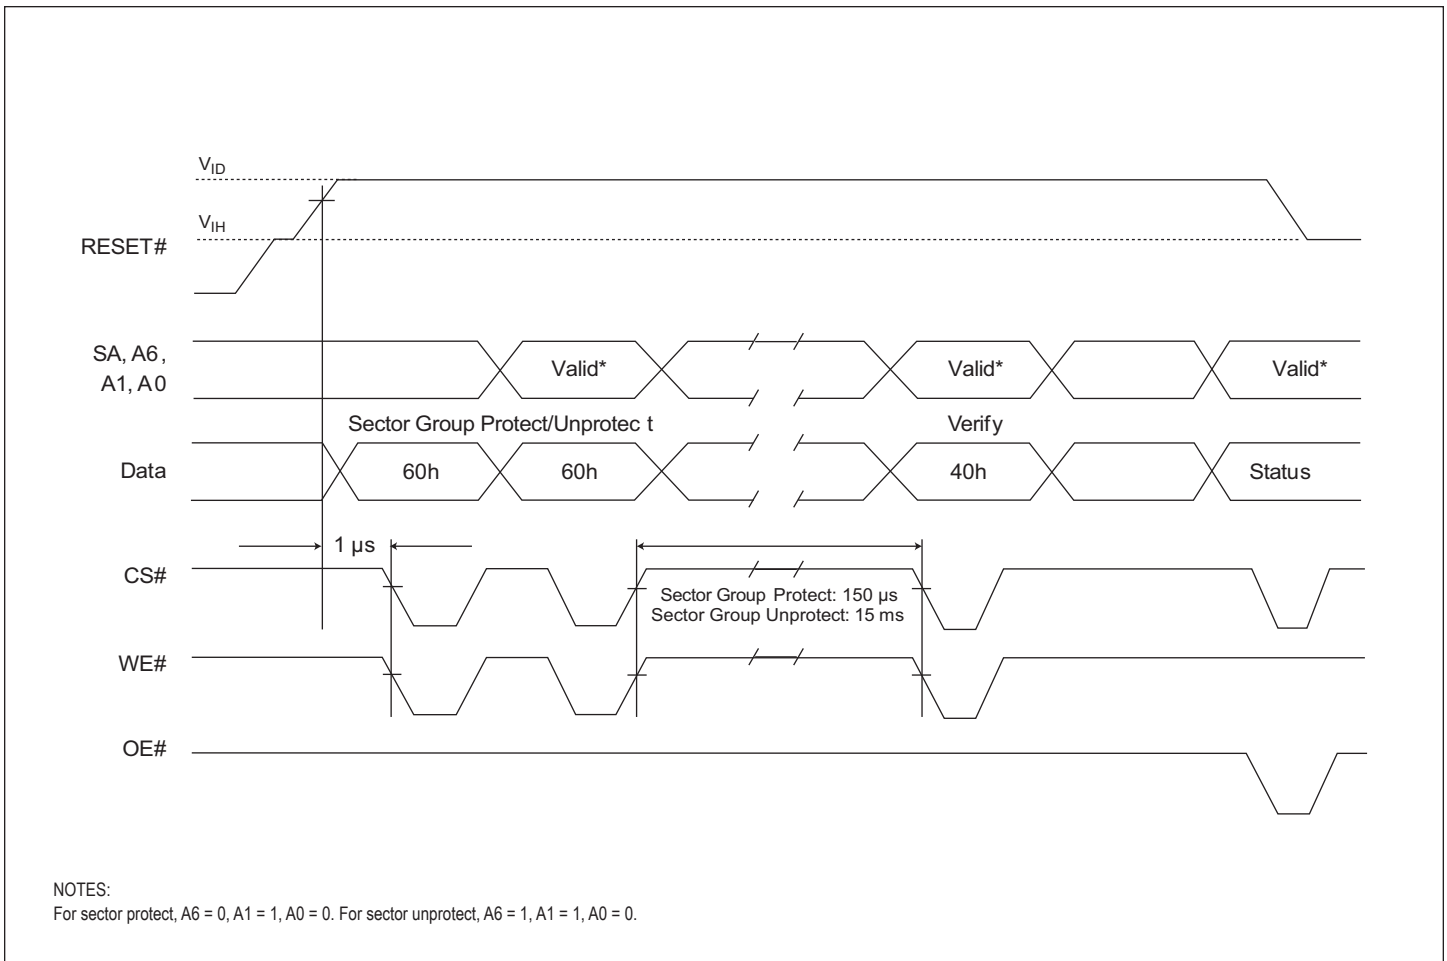 VID
VIH
RESET#
SA, A6,
A1, A0
Valid*
Valid*
Valid*
Sector Group Protect/Unprotec t
Verify
Data
60h
60h
40h
Status
1 µs
CS#
Sector Group Protect: 150 µs
Sector Group Unprotect: 15 ms
WE#
OE#
NOTES:
For sector protect, A6 = 0, A1 = 1, A0 = 0. For sector unprotect, A6 = 1, A1 = 1, A0 = 0.